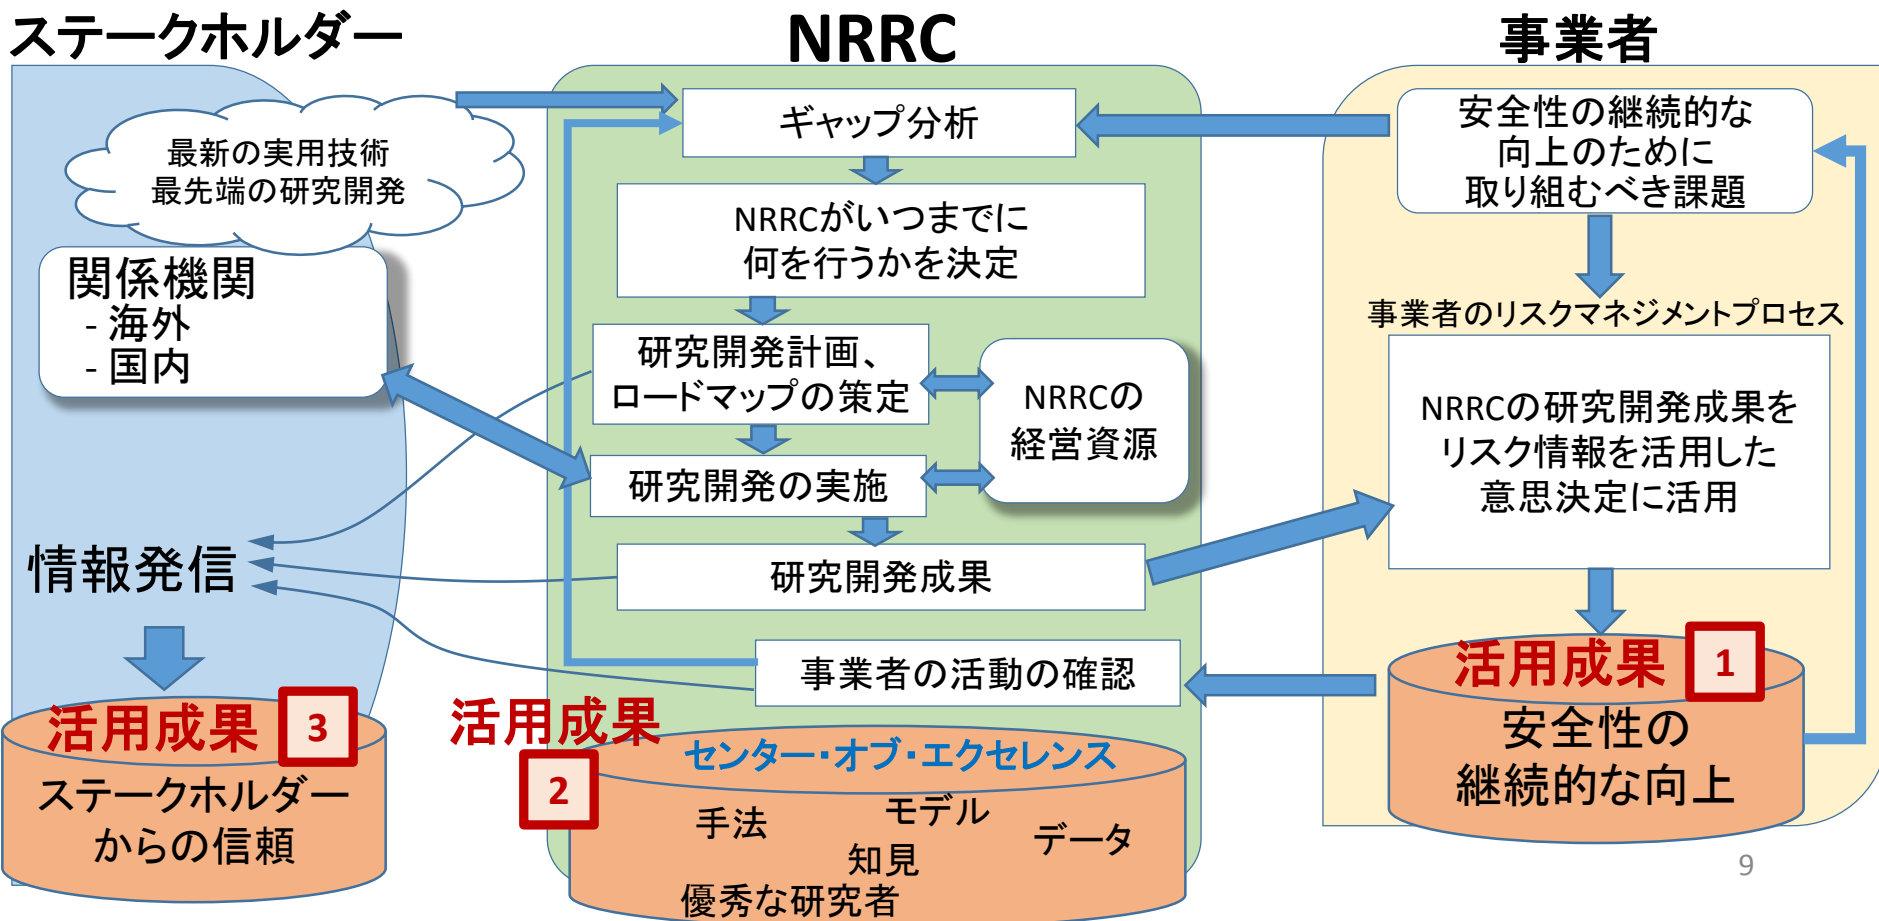 ステークホルダー
NRRC
事業者
最新の実用技術
最先端の研究開発
関係機関
- 海外
- 国内
情報発信
活用成果 3
ステークホルダー
からの信頼
ギャップ分析
NRRCがいつまでに
何を行うかを決定
研究開発計画、
ロードマップの策定
NRRCの
経営資源
研究開発の実施
研究開発成果
事業者の活動の確認
活用成果
2
センター・オブ・エクセレンス
手法
モデル
データ
知見
優秀な研究者
安全性の継続的な
向上のために
取り組むべき課題
事業者のリスクマネジメントプロセス
NRRCの研究開発成果を
リスク情報を活用した
意思決定に活用
活用成果 1
安全性の
継続的な向上
9